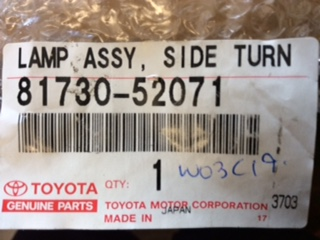 LAMP ASSY, SIDE TURN
81730-52071
QTY: 1 W03C19.
TOYOTA
GENUINE PARTS
TOYOTA MOTOR CORPORATION 3703
MADE IN JAPAN 17